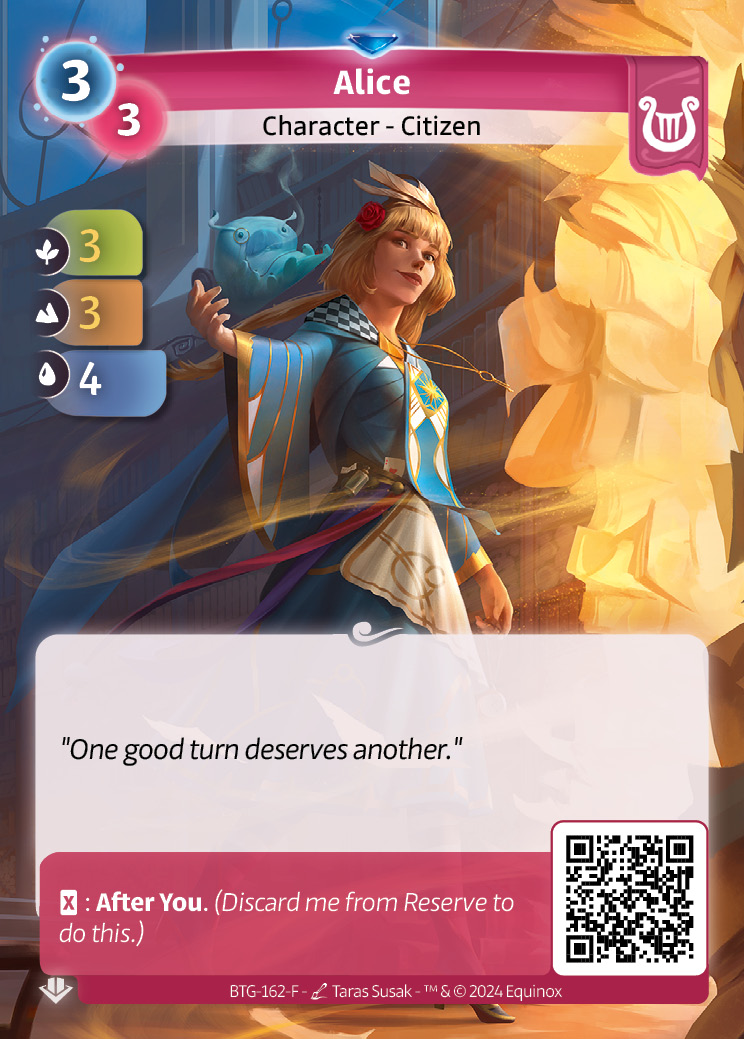 3
Alice
3
Character - Citizen
3
3
4
"One good turn deserves another."
X : After You. (Discard me from Reserve to
do this.)
BTG-162-F - Taras Susak - ™ & © 2024 Equinox